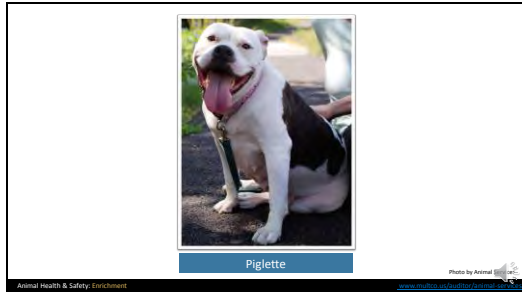 Piglette
Photo by Animal Services
Animal Health & Safety: Enrichment
www.multco.us/auditor/animal-services